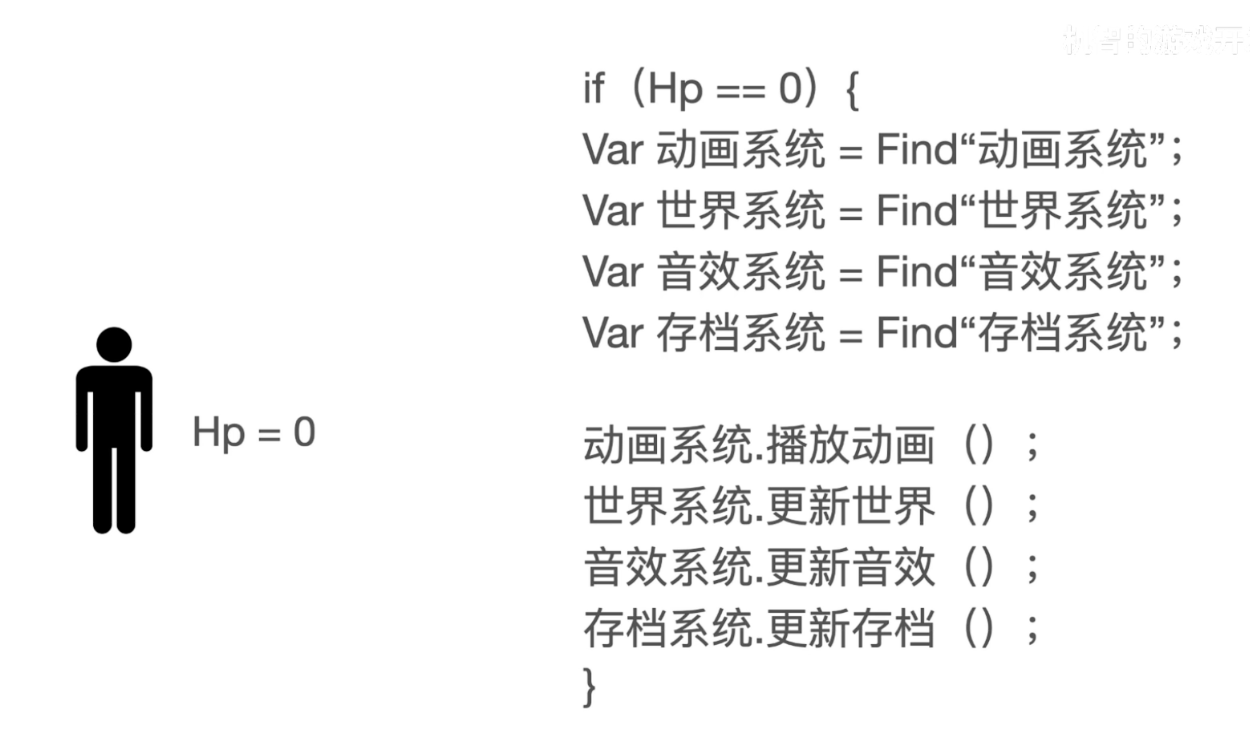 if（Hp == 0）{
Var 动画系统 = Find“动画系统”；
Var 世界系统 = Find“世界系统”；
Var 音效系统 = Find“音效系统”；
Var 存档系统 = Find“存档系统”；
Hp = 0
动画系统.播放动画（）；
世界系统.更新世界（）；
音效系统.更新音效（）；
存档系统.更新存档（）；
}